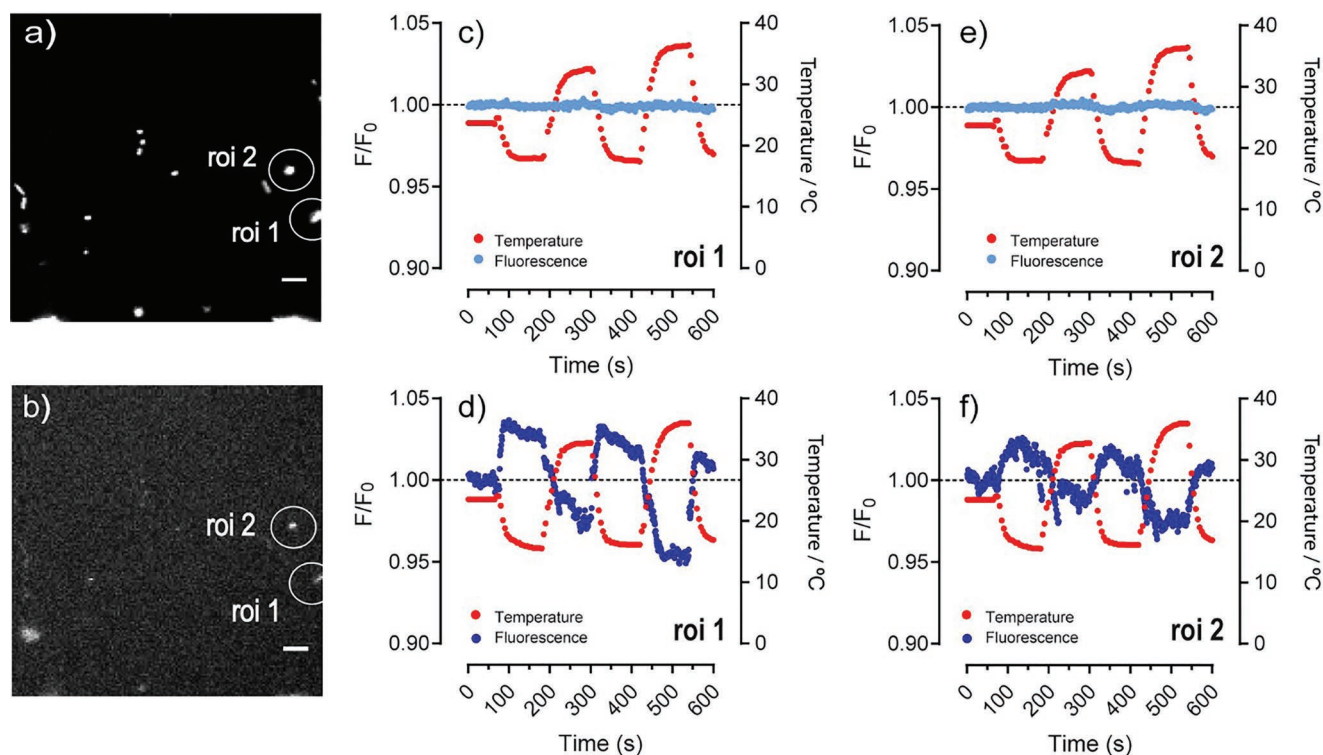 a)
roi 2
roi 1
c)
1.05
1.00
0.95
0.90
F/F0
40
30
20
10
0
Temperature / ºC
Temperature
Fluorescence
roi 1
0 100 200 300 400 500 600
Time (s)
e)
1.05
1.00
0.95
0.90
F/F0
40
30
20
10
0
Temperature / ºC
Temperature
Fluorescence
roi 2
0 100 200 300 400 500 600
Time (s)
b)
roi 2
roi 1
d)
1.05
1.00
0.95
0.90
F/F0
40
30
20
10
0
Temperature / ºC
Temperature
Fluorescence
roi 1
0 100 200 300 400 500 600
Time (s)
f)
1.05
1.00
0.95
0.90
F/F0
40
30
20
10
0
Temperature / ºC
Temperature
Fluorescence
roi 2
0 100 200 300 400 500 600
Time (s)